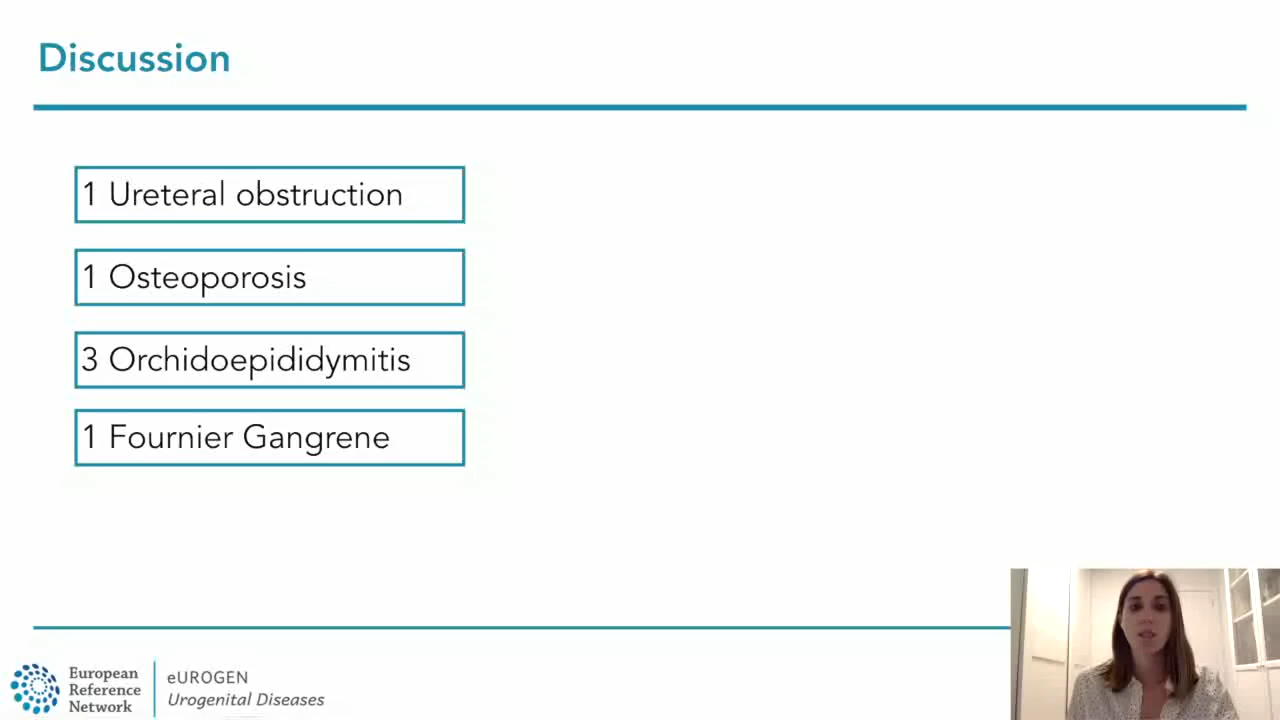 Discussion
1 Ureteral obstruction
1 Osteoporosis
3 Orchidoepididymitis
1 Fournier Gangrene
European
Reference
Network
eUROGEN
Urogenital Diseases